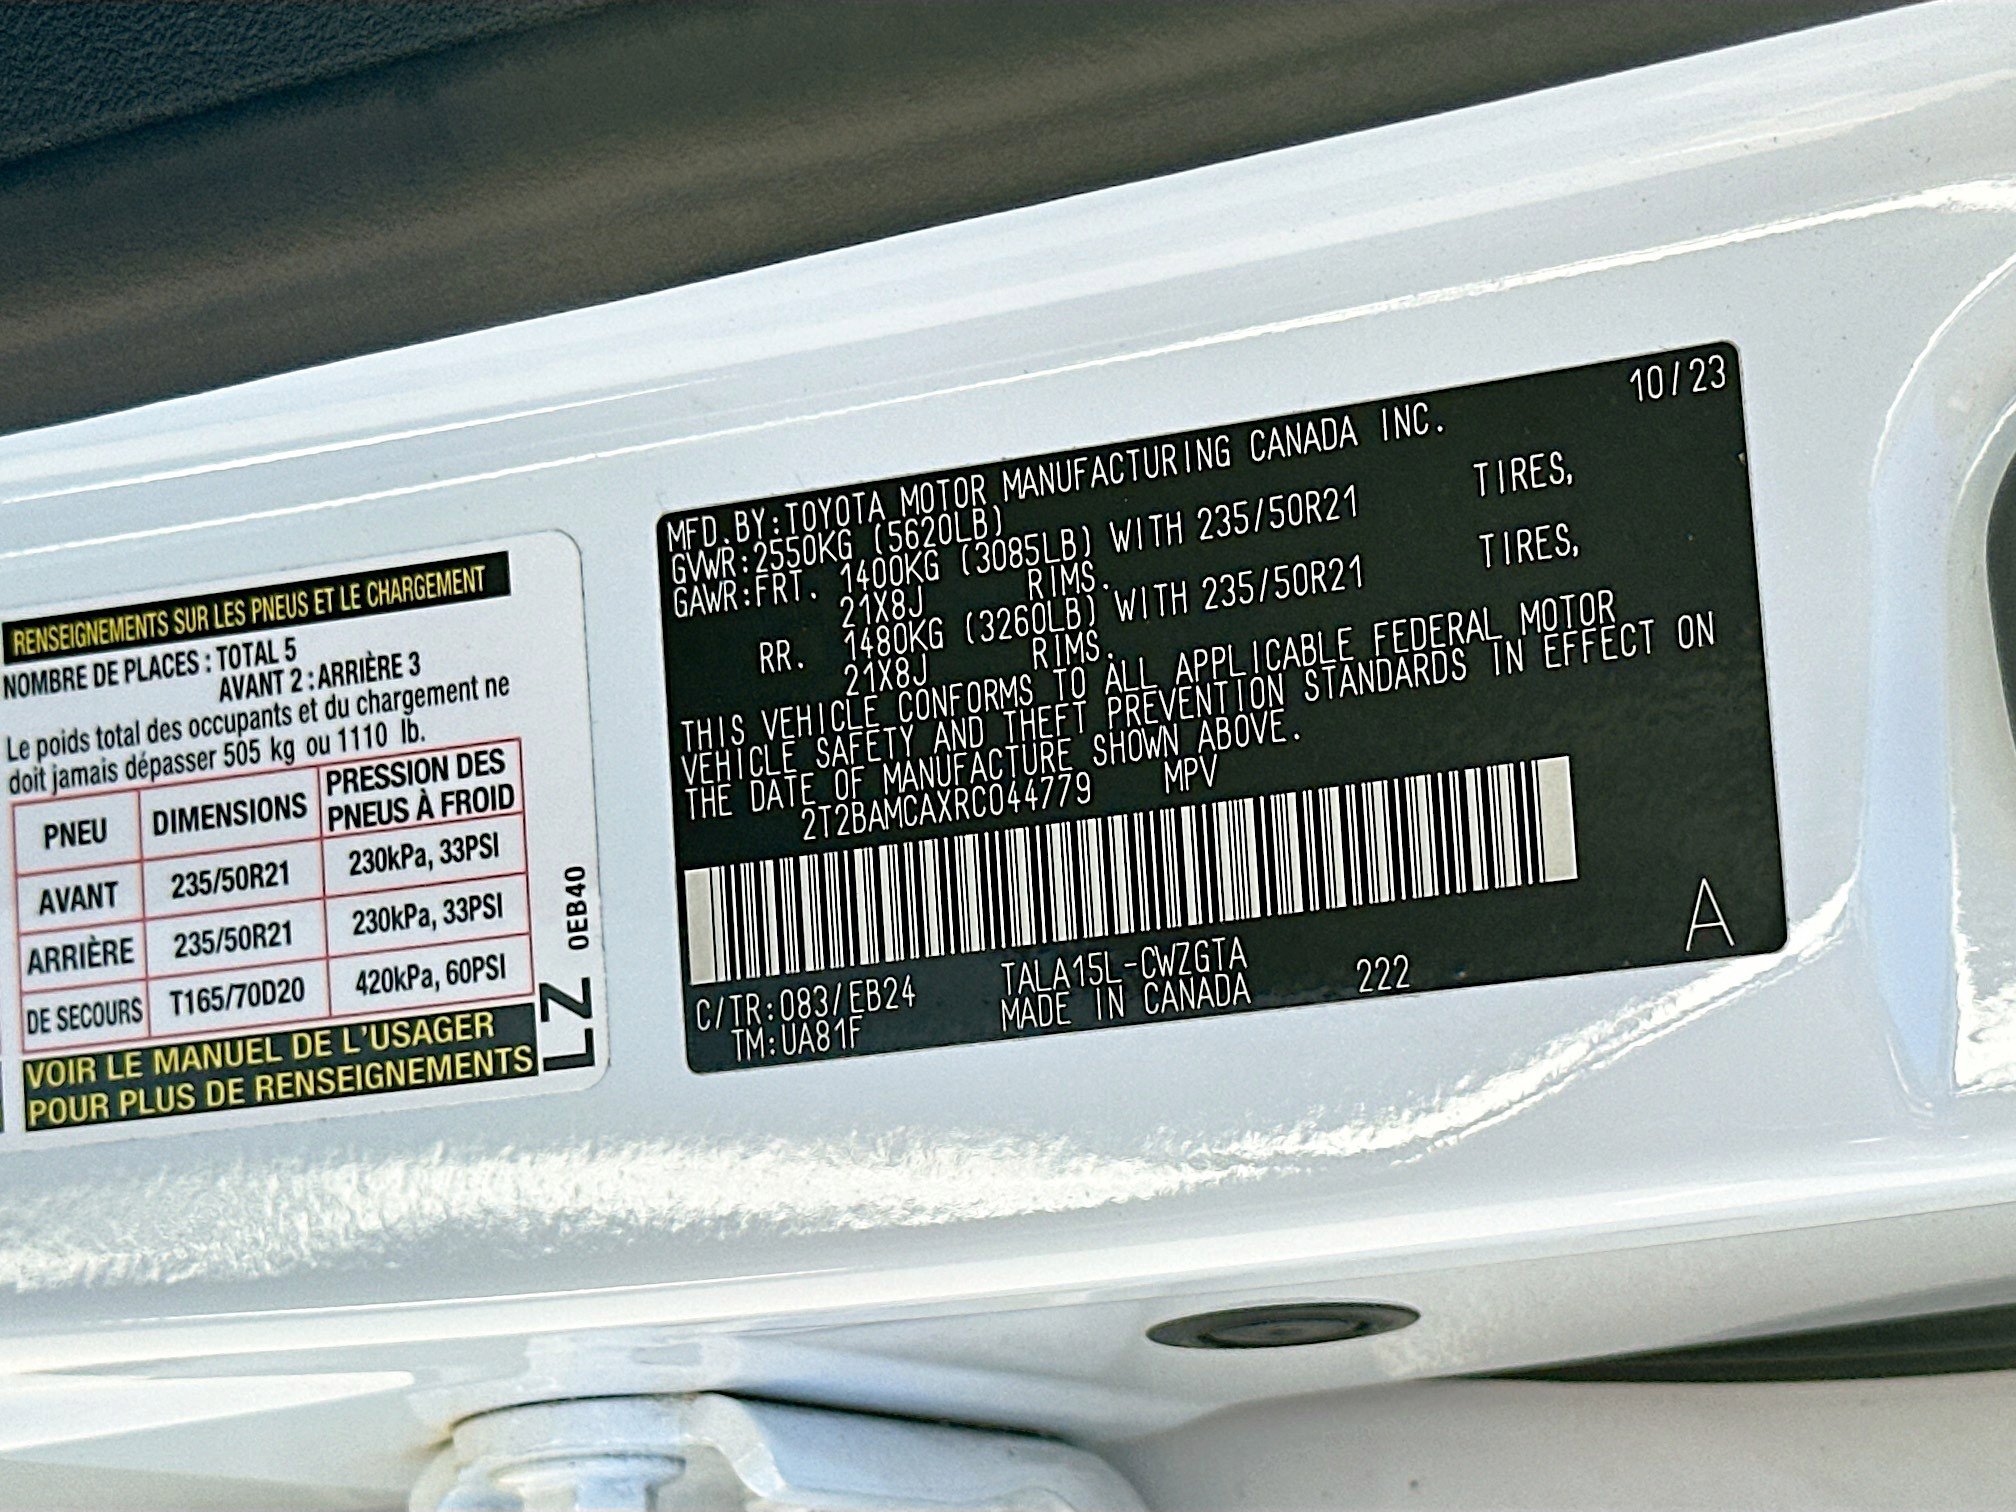 RENSEIGNEMENTS SUR LES PNEUS ET LE CHARGEMENT
NOMBRE DE PLACES : TOTAL 5
AVANT 2 : ARRIÈRE 3
Le poids total des occupants et du chargement ne
doit jamais dépasser 505 kg ou 1110 lb.
PNEU DIMENSIONS PRESSION DES PNEUS À FROID
AVANT 235/50R21 230kPa, 33PSI
ARRIÈRE 235/50R21 230kPa, 33PSI
DE SECOURS T165/70D20 420kPa, 60PSI
VOIR LE MANUEL DE L'USAGER
POUR PLUS DE RENSEIGNEMENTS
LZ 0EB40
10/23
MFD.BY:TOYOTA MOTOR MANUFACTURING CANADA INC.
GVWR:2550KG (5620LB)
GAWR:FRT. 1400KG (3085LB) WITH 235/50R21 TIRES,
21X8J RIMS.
RR. 1480KG (3260LB) WITH 235/50R21 TIRES,
21X8J RIMS.
THIS VEHICLE CONFORMS TO ALL APPLICABLE FEDERAL MOTOR
VEHICLE SAFETY AND THEFT PREVENTION STANDARDS IN EFFECT ON
THE DATE OF MANUFACTURE SHOWN ABOVE.
2T2BAMCAXRC044779 MPV
C/TR:083/EB24 TALA15L-CWZGTA 222 A
TM:UA81F MADE IN CANADA